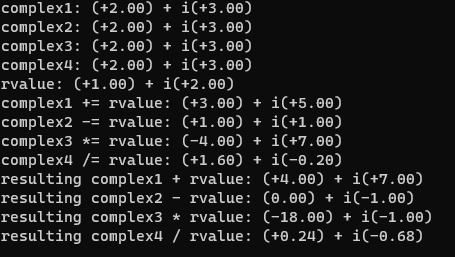 complex1: (+2.00) + i(+3.00)
complex2: (+2.00) + i(+3.00)
complex3: (+2.00) + i(+3.00)
complex4: (+2.00) + i(+3.00)
rvalue: (+1.00) + i(+2.00)
complex1 += rvalue: (+3.00) + i(+5.00)
complex2 -= rvalue: (+1.00) + i(+1.00)
complex3 *= rvalue: (-4.00) + i(+7.00)
complex4 /= rvalue: (+1.60) + i(-0.20)
resulting complex1 + rvalue: (+4.00) + i(+7.00)
resulting complex2 - rvalue: (0.00) + i(-1.00)
resulting complex3 * rvalue: (-18.00) + i(-1.00)
resulting complex4 / rvalue: (+0.24) + i(-0.68)